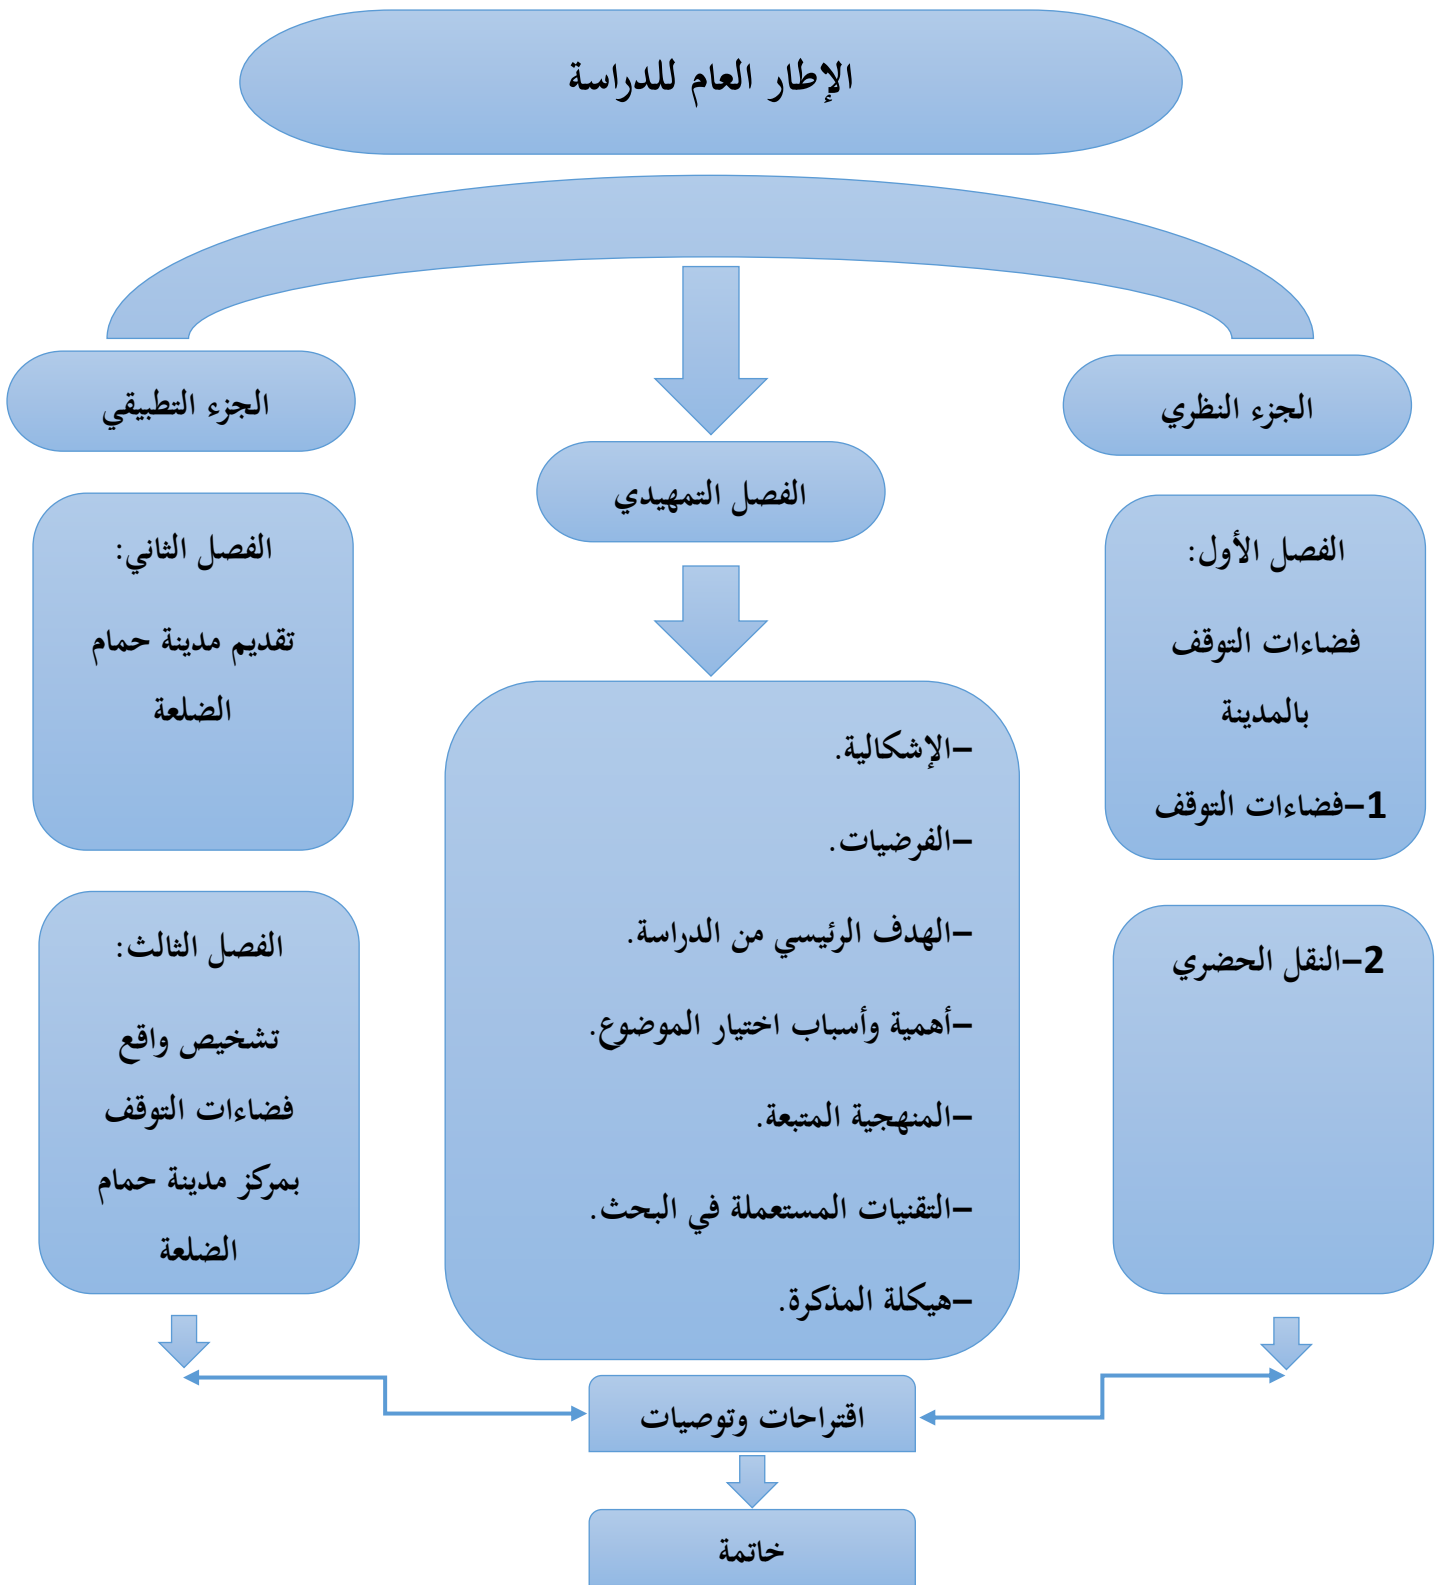 الإطار العام للدراسة
الجزء النظري
الفصل الأول:
فضاءات التوقف
بالمدينة
1–فضاءات التوقف
2–النقل الحضري
الفصل التمهيدي
–الإشكالية.
–الفرضيات.
–الهدف الرئيسي من الدراسة.
–أهمية وأسباب اختيار الموضوع.
–المنهجية المتبعة.
–التقنيات المستعملة في البحث.
–هيكلة المذكرة.
الجزء التطبيقي
الفصل الثاني:
تقديم مدينة حمام
الضلعة
الفصل الثالث:
تشخيص واقع
فضاءات التوقف
بمركز مدينة حمام
الضلعة
اقتراحات وتوصيات
خاتمة